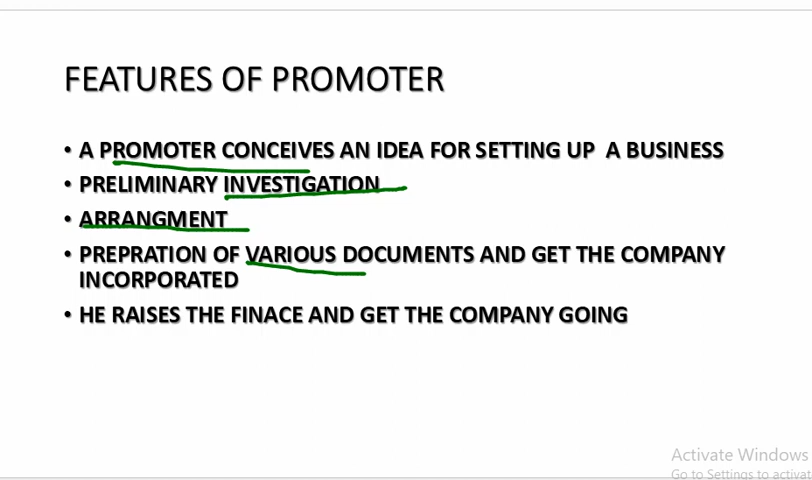 FEATURES OF PROMOTER
• A PROMOTER CONCEIVES AN IDEA FOR SETTING UP A BUSINESS
• PRELIMINARY INVESTIGATION
• ARRANGMENT
• PREPRATION OF VARIOUS DOCUMENTS AND GET THE COMPANY
INCORPORATED
• HE RAISES THE FINACE AND GET THE COMPANY GOING
Activate Windows
Go to Settings to activat